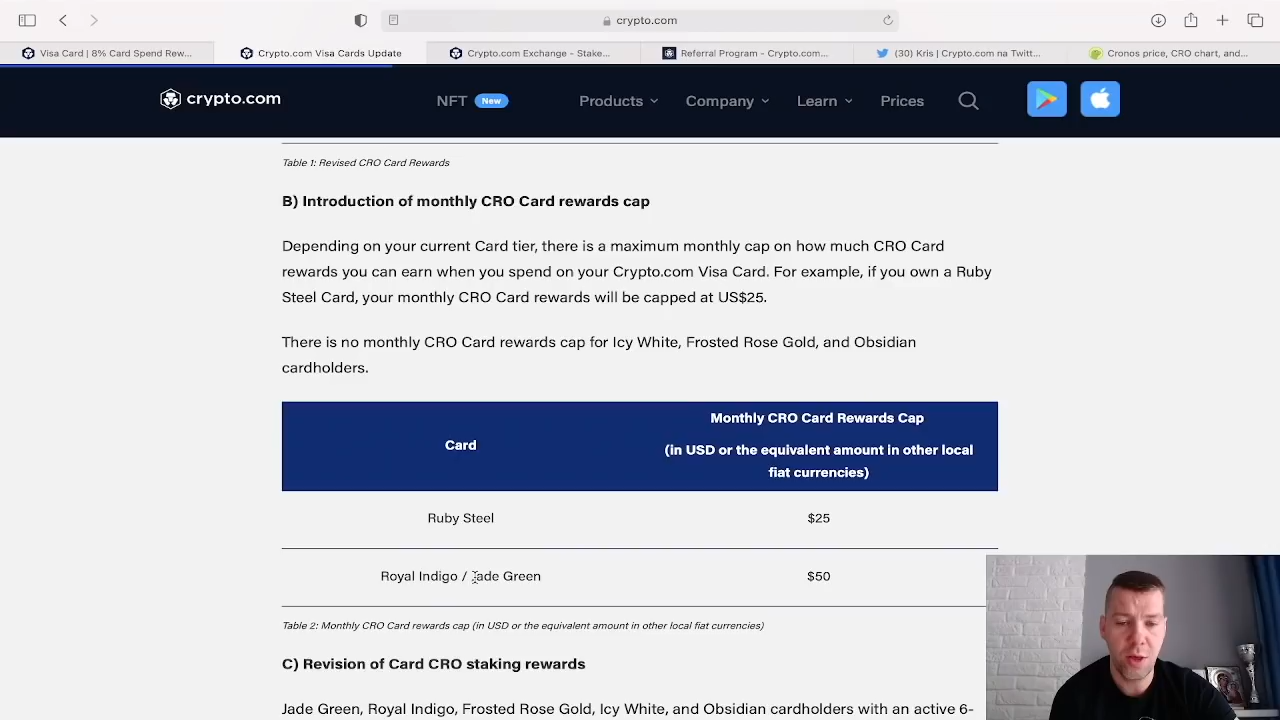 crypto.com
Visa Card | 8% Card Spend Rew...
Crypto.com Visa Cards Update
Crypto.com Exchange - Stake...
Referral Program - Crypto.com...
(30) Kris | Crypto.com na Twitt...
Cronos price, CRO chart, and...
crypto.com
NFT New
Products
Company
Learn
Prices
Table 1: Revised CRO Card Rewards
B) Introduction of monthly CRO Card rewards cap
Depending on your current Card tier, there is a maximum monthly cap on how much CRO Card
rewards you can earn when you spend on your Crypto.com Visa Card. For example, if you own a Ruby
Steel Card, your monthly CRO Card rewards will be capped at US$25.
There is no monthly CRO Card rewards cap for Icy White, Frosted Rose Gold, and Obsidian
cardholders.
Card
Monthly CRO Card Rewards Cap
(in USD or the equivalent amount in other local
fiat currencies)
Ruby Steel
$25
Royal Indigo / Jade Green
$50
Table 2: Monthly CRO Card rewards cap (in USD or the equivalent amount in other local fiat currencies)
C) Revision of Card CRO staking rewards
Jade Green, Royal Indigo, Frosted Rose Gold, Icy White, and Obsidian cardholders with an active 6-